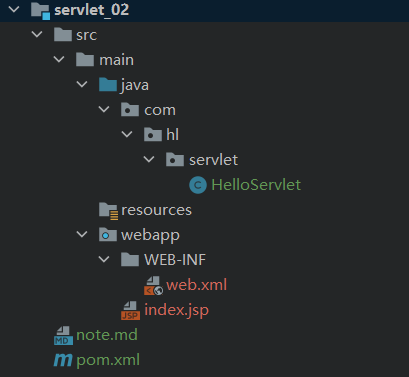 servlet_02
src
main
java
com
hl
servlet
HelloServlet
resources
webapp
WEB-INF
web.xml
index.jsp
note.md
pom.xml